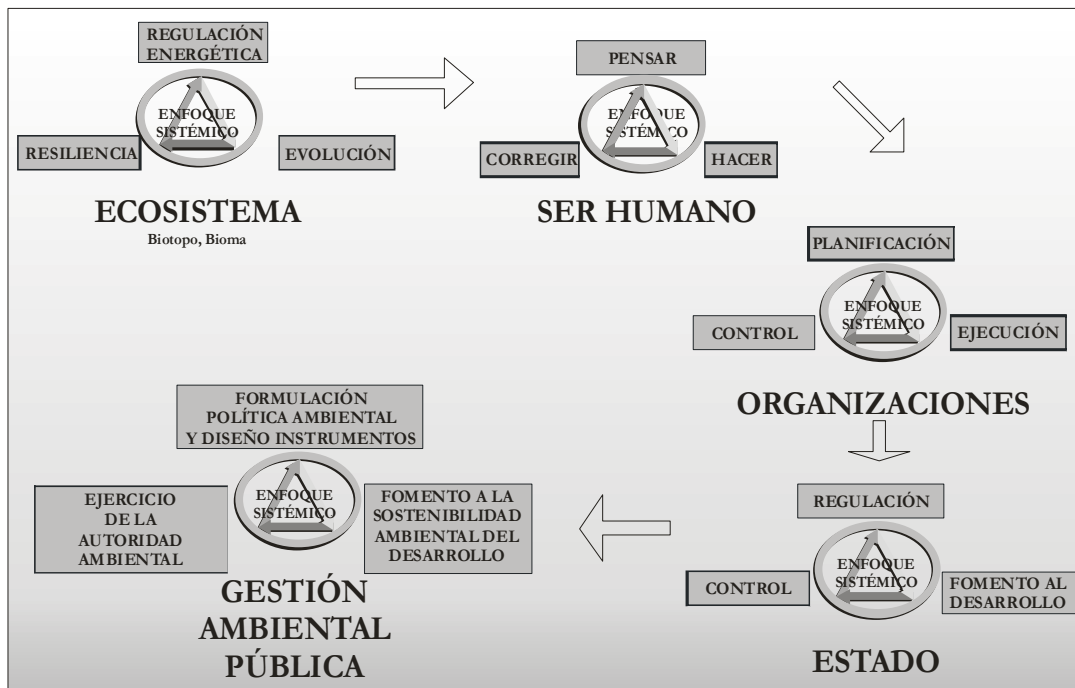 REGULACIÓN
ENERGÉTICA
ENFOQUE
SISTÉMICO
RESILIENCIA
EVOLUCIÓN
ECOSISTEMA
Biotopo, Bioma
PENSAR
ENFOQUE
SISTÉMICO
CORREGIR
HACER
SER HUMANO
PLANIFICACIÓN
ENFOQUE
SISTÉMICO
CONTROL
EJECUCIÓN
ORGANIZACIONES
REGULACIÓN
ENFOQUE
SISTÉMICO
CONTROL
FOMENTO AL
DESARROLLO
ESTADO
FORMULACIÓN
POLÍTICA AMBIENTAL
Y DISEÑO INSTRUMENTOS
ENFOQUE
SISTÉMICO
EJERCICIO
DE LA
AUTORIDAD
AMBIENTAL
FOMENTO A LA
SOSTENIBILIDAD
AMBIENTAL DEL
DESARROLLO
GESTIÓN
AMBIENTAL
PÚBLICA